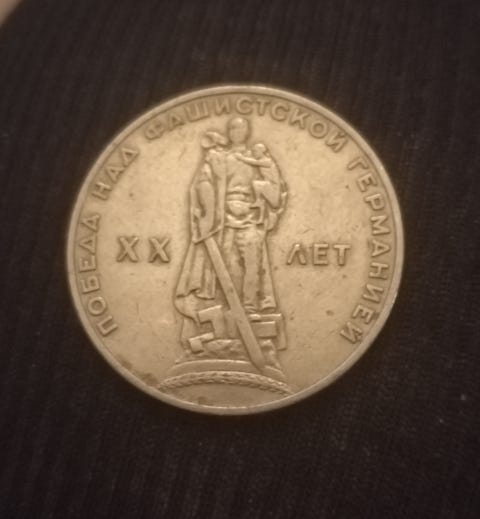 ПОБЕДА НАД ФАШИСТСКОЙ ГЕРМАНИЕЙ
XX ЛЕТ